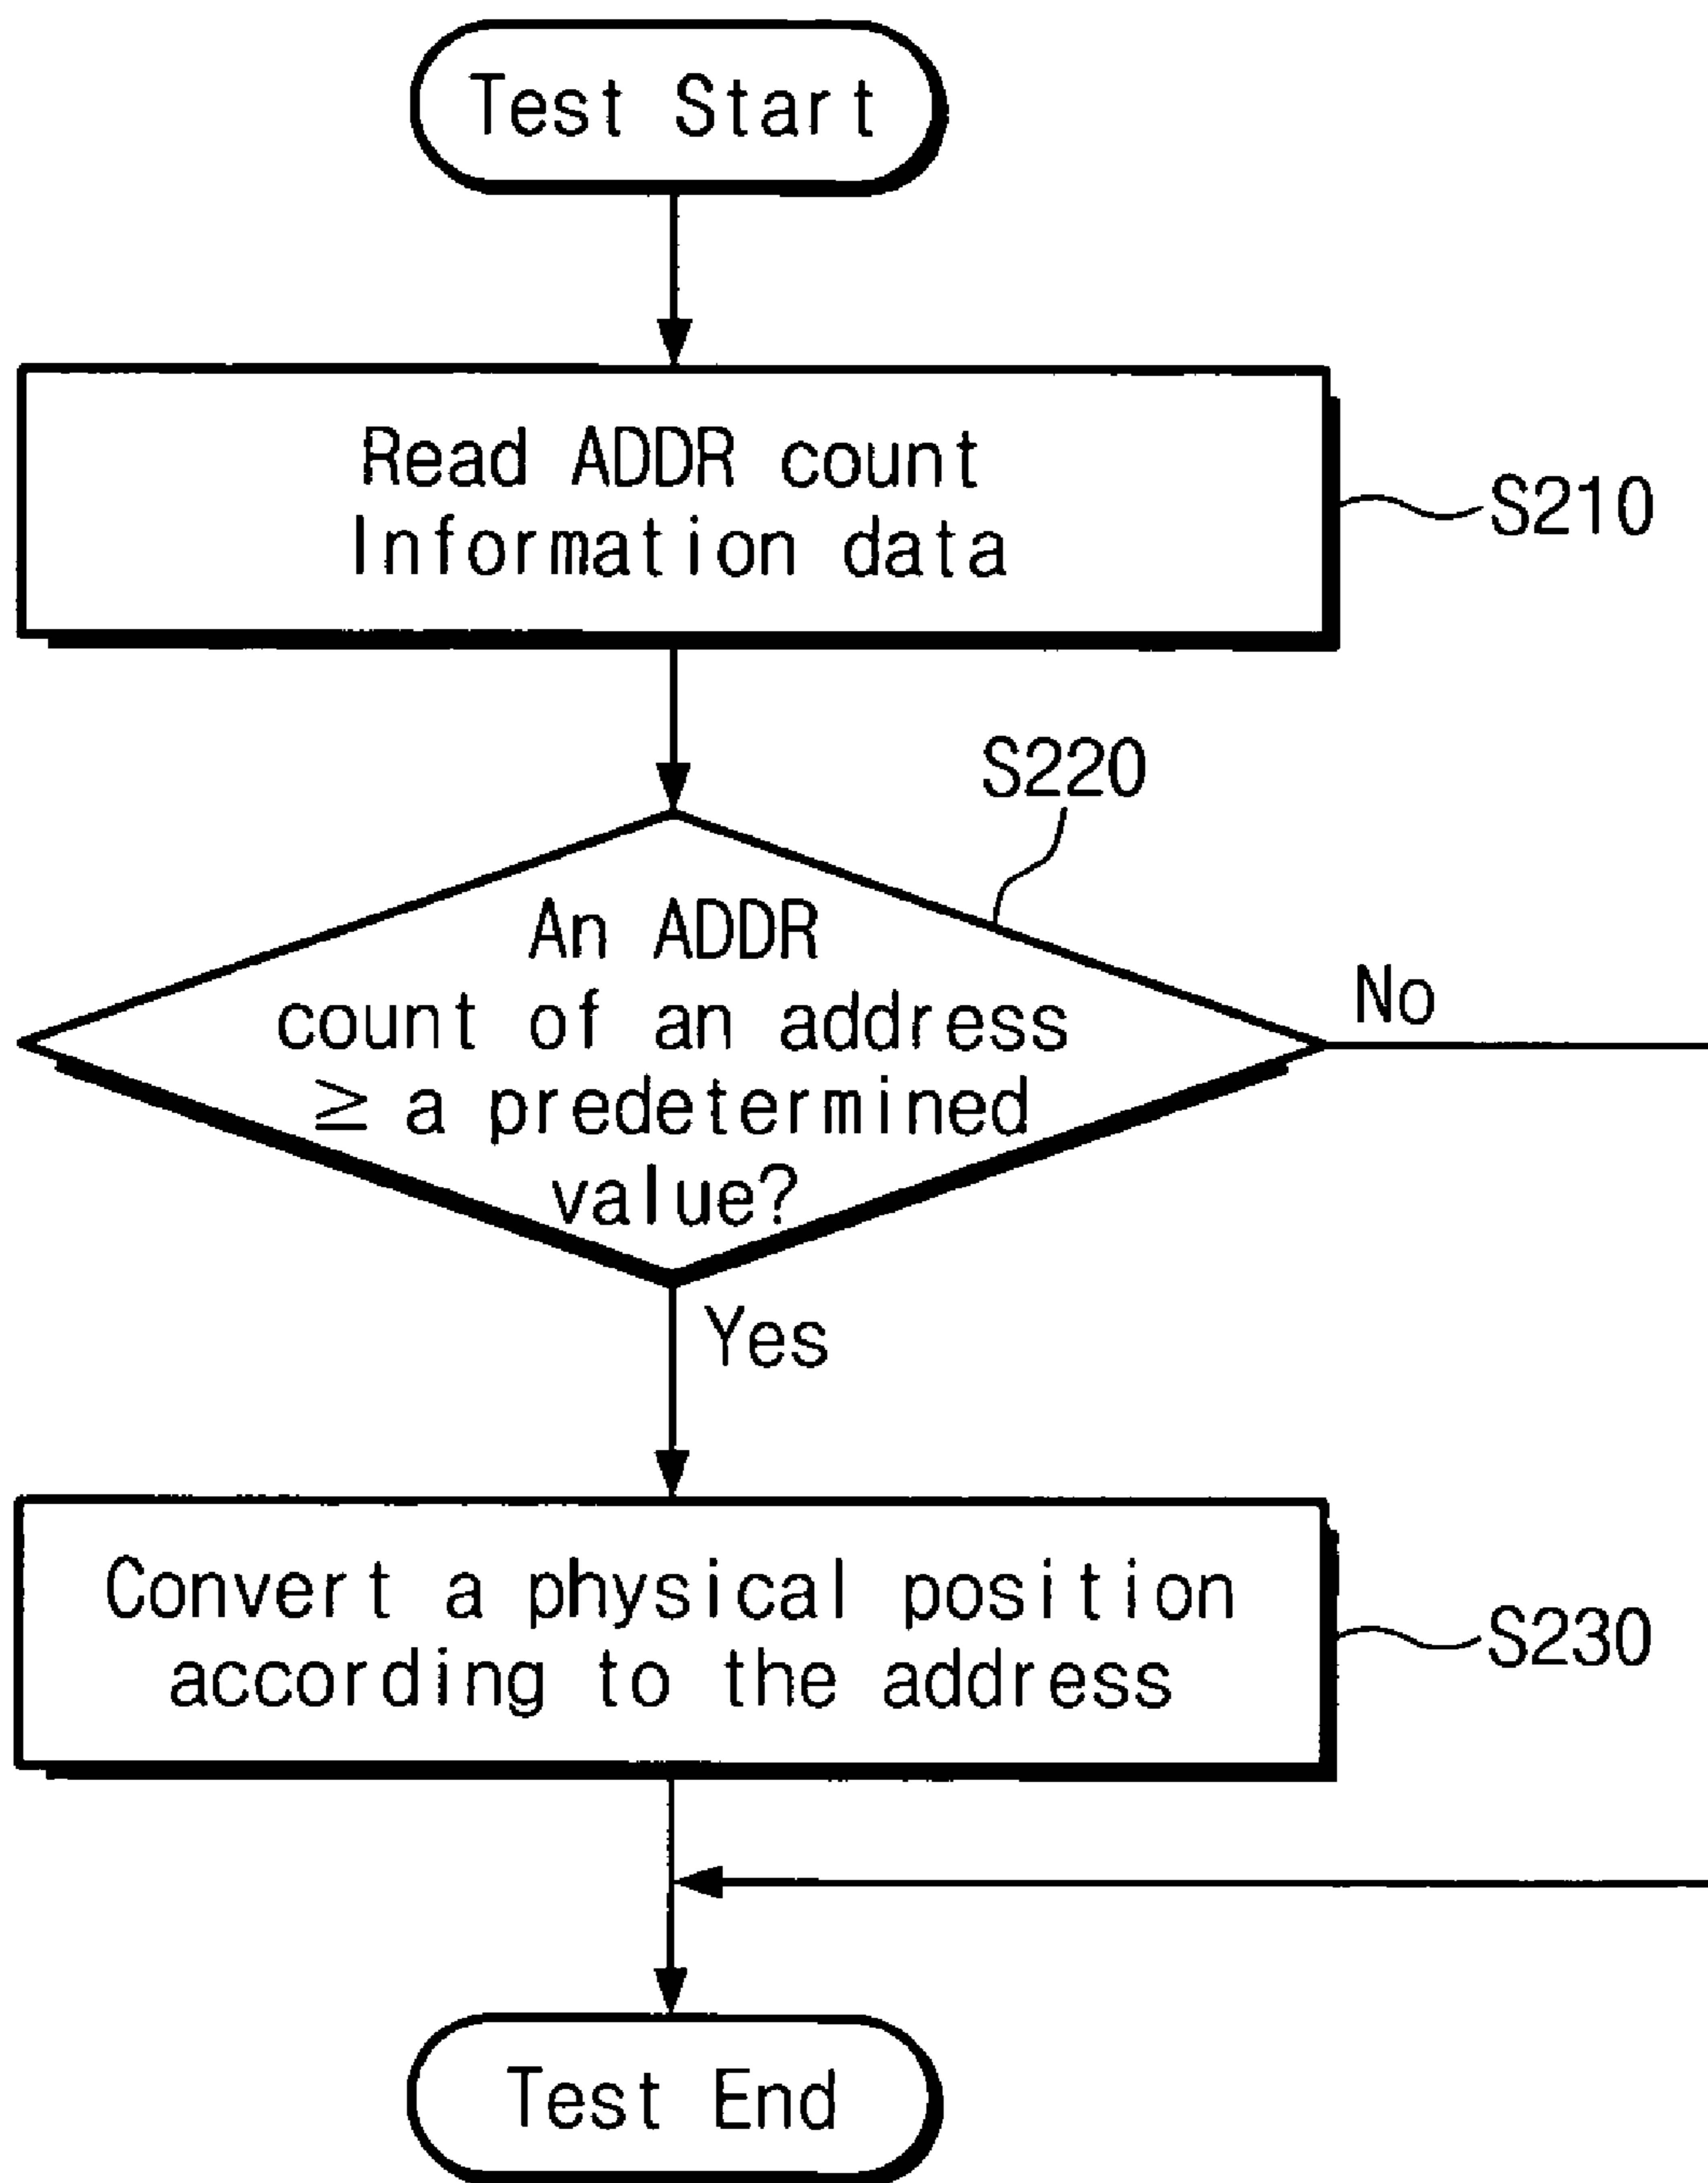 Test Start
Read ADDR count
Information data
S210
S220
An ADDR
count of an address
≥ a predetermined
value?
No
Yes
Convert a physical position
according to the address
S230
Test End